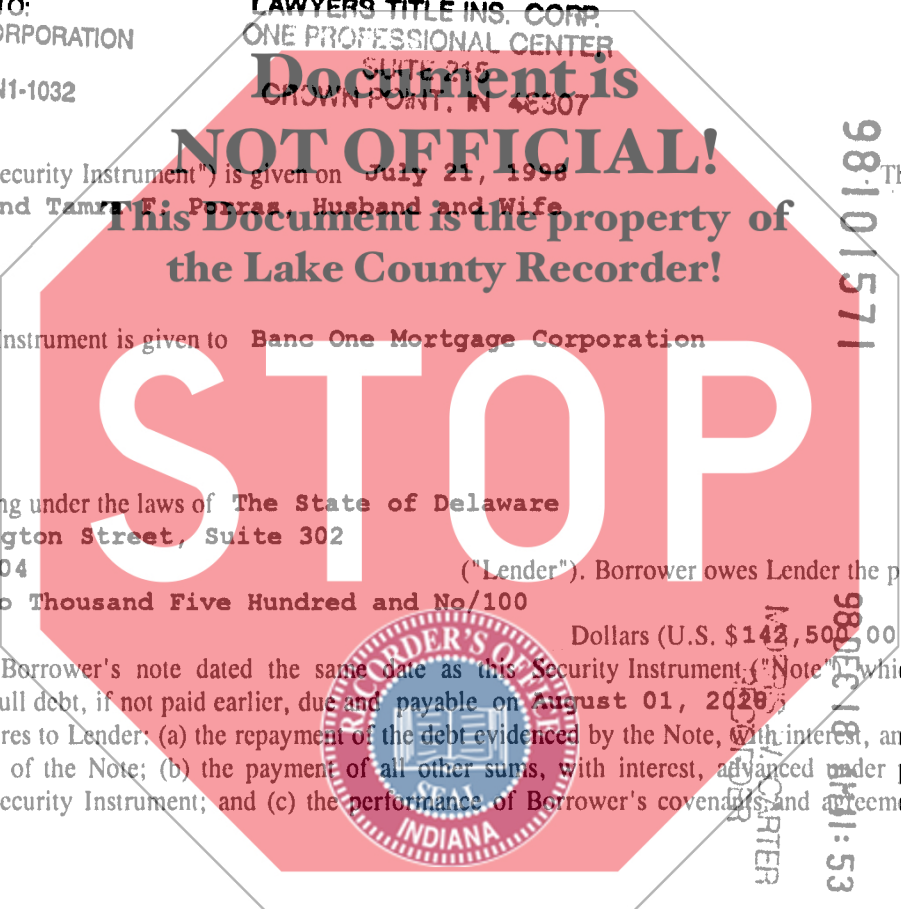 TO:
LAWYERS TITLE INS. CORP.
ORPORATION
ONE PROFESSIONAL CENTER
SUITE 215
N1-1032
CROWN POINT, IN 46307
Document is
NOT OFFICIAL!
This Document is the property of
the Lake County Recorder!
ecurity Instrument") is given on July 21, 1998 . Th
nd Tamra F. Porras, Husband and Wife
98101571
Instrument is given to Banc One Mortgage Corporation
STOP
ng under the laws of The State of Delaware
gton Street, Suite 302
04 ("Lender"). Borrower owes Lender the p
o Thousand Five Hundred and No/100
Dollars (U.S. $142,500.00
Borrower's note dated the same date as this Security Instrument ("Note"), whic
ull debt, if not paid earlier, due and payable on August 01, 2028,
res to Lender: (a) the repayment of the debt evidenced by the Note, with interest, an
of the Note; (b) the payment of all other sums, with interest, advanced under p
ecurity Instrument; and (c) the performance of Borrower's covenants and agreeme
RECORDER'S OFFICE
SEAL
INDIANA
98 DEC 18 AM 11:53
CARTER
RECORDER